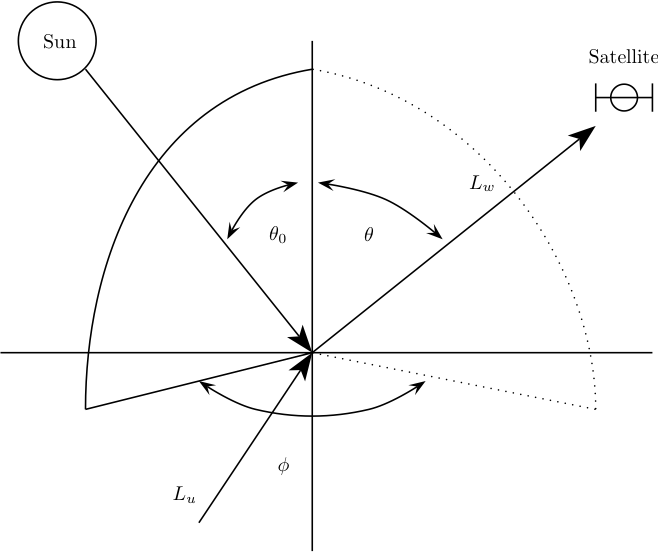 Sun
Satellite
L_w
θ_0
θ
ϕ
L_u